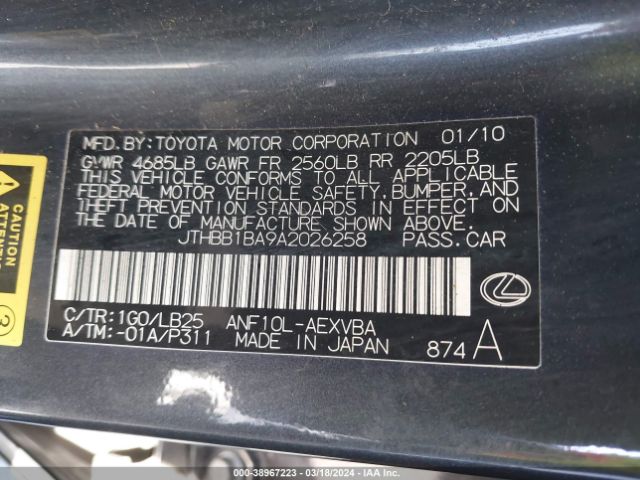 MFD.BY:TOYOTA MOTOR CORPORATION 01/10
GVWR 4685LB GAWR FR 2560LB RR 2205LB
THIS VEHICLE CONFORMS TO ALL APPLICABLE
FEDERAL MOTOR VEHICLE SAFETY, BUMPER, AND
THEFT PREVENTION STANDARDS IN EFFECT ON
THE DATE OF MANUFACTURE SHOWN ABOVE.
JTHBB1BA9A2026258 PASS.CAR
C/TR:1G0/LB25 ANF10L-AEXVBA
A/TM:-01A/P311 MADE IN JAPAN 874 A
CAUTION
ATTENTI
3
000-38967223 — 03/18/2024 — IAA Inc.